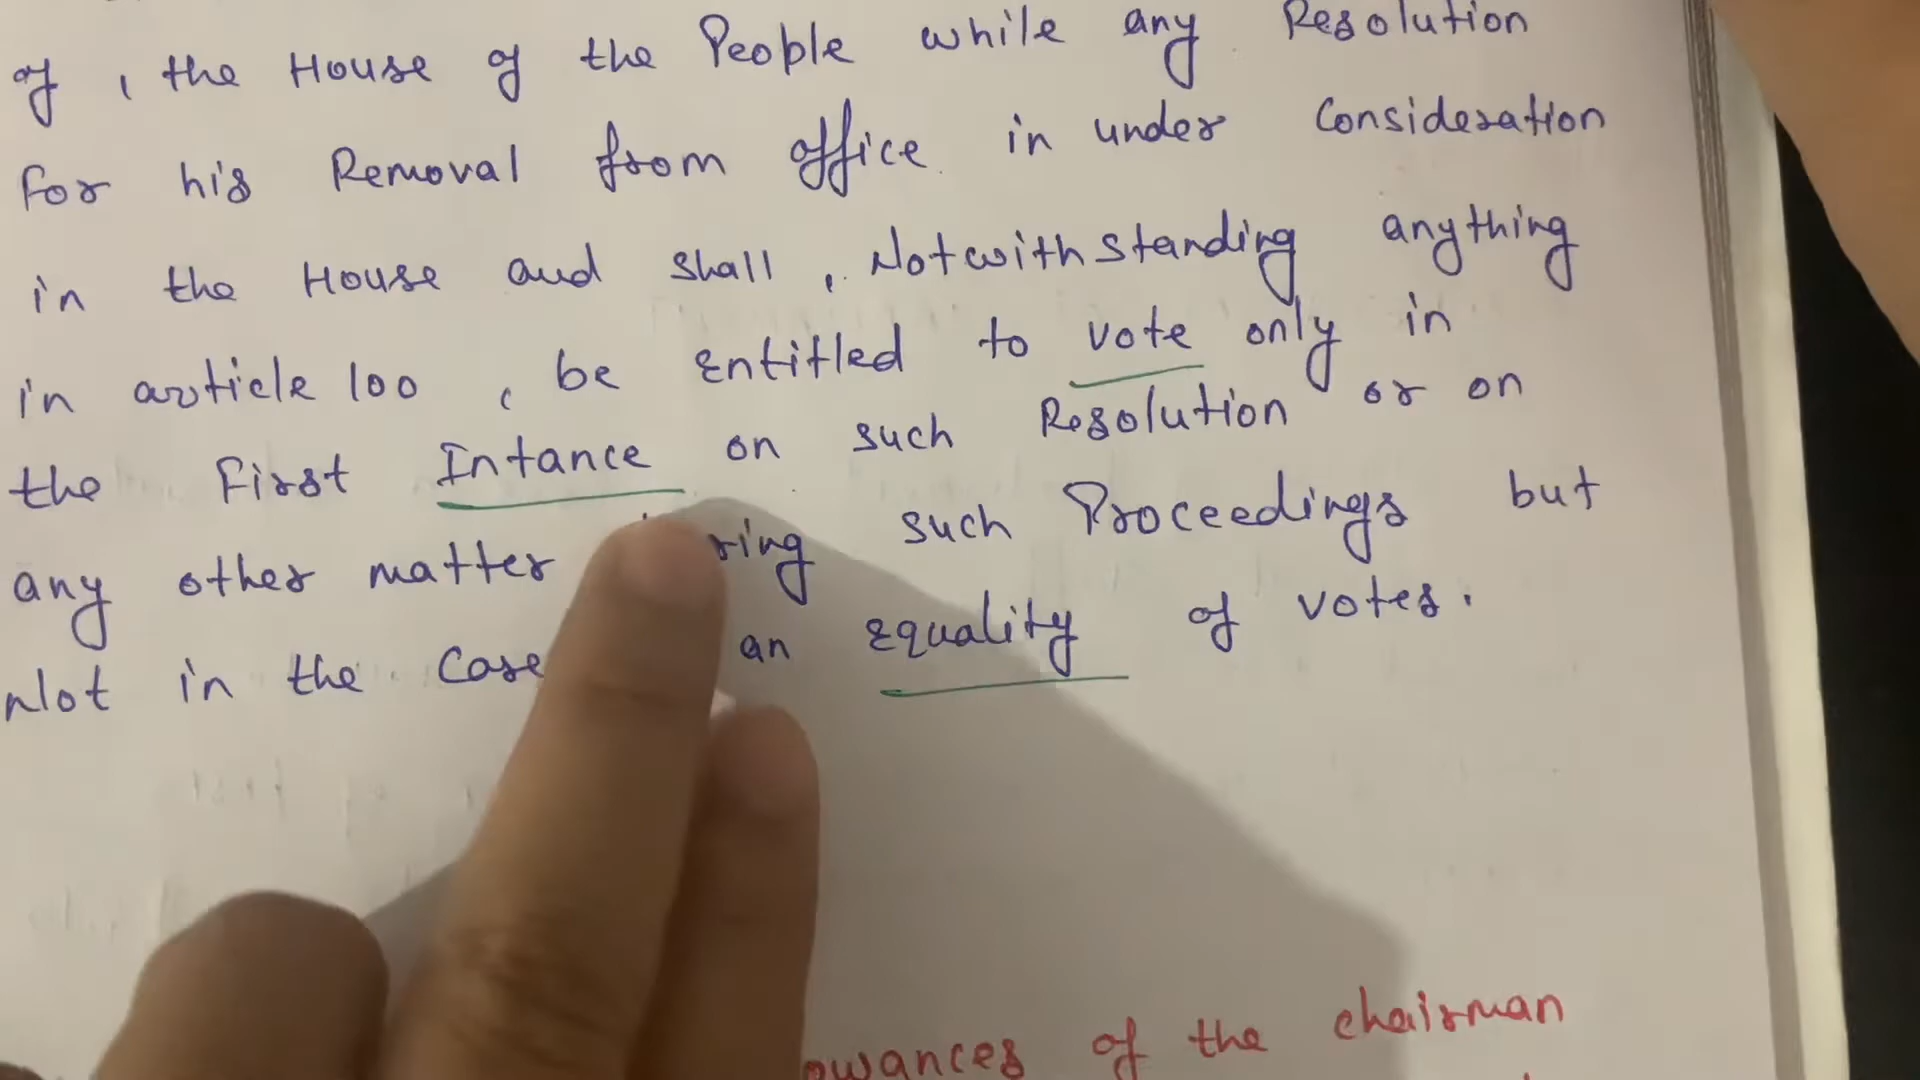 of, the House of the People while any Resolution
for his Removal from office in under Consideration
in the House and shall, Notwithstanding anything
in article 100, be entitled to vote only in
the First Intance on such Resolution or on
any other matter ring such Proceedings but
Not in the case an equality of votes.
owances of the chairman